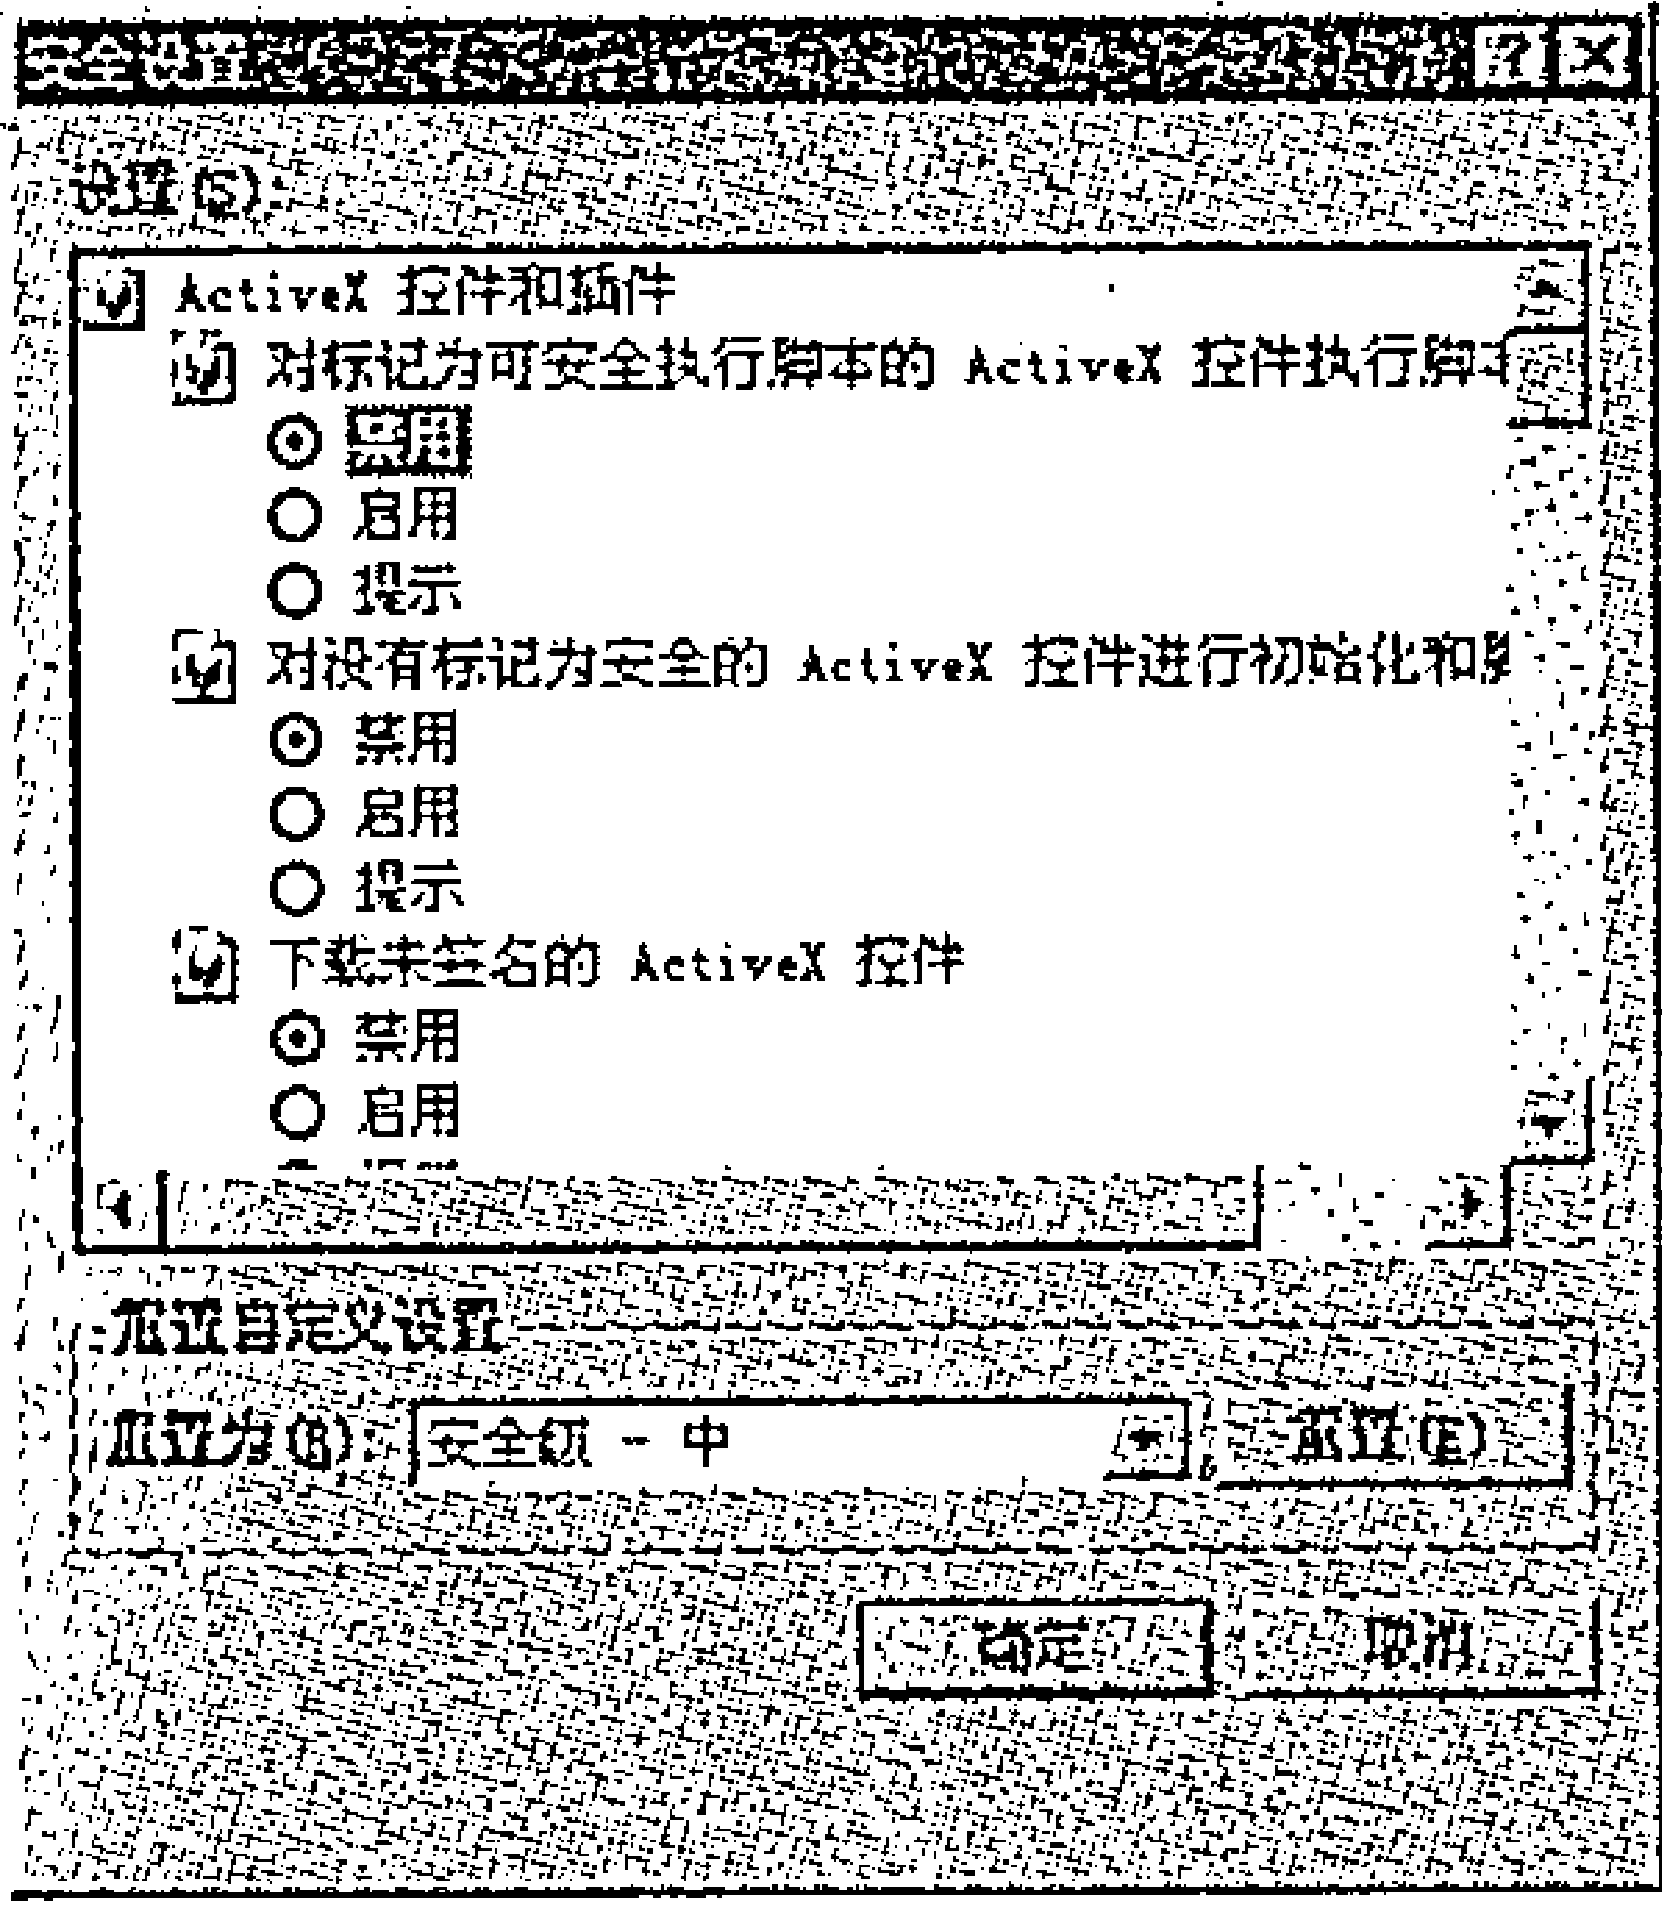 安全设置
? ×
设置(S):
ActiveX 控件和插件
对标记为可安全执行脚本的 ActiveX 控件执行脚本
禁用
启用
提示
对没有标记为安全的 ActiveX 控件进行初始化和
禁用
启用
提示
下载未签名的 ActiveX 控件
禁用
启用
重置自定义设置
重置为(R): 安全级 - 中 重置(E)
确定 取消